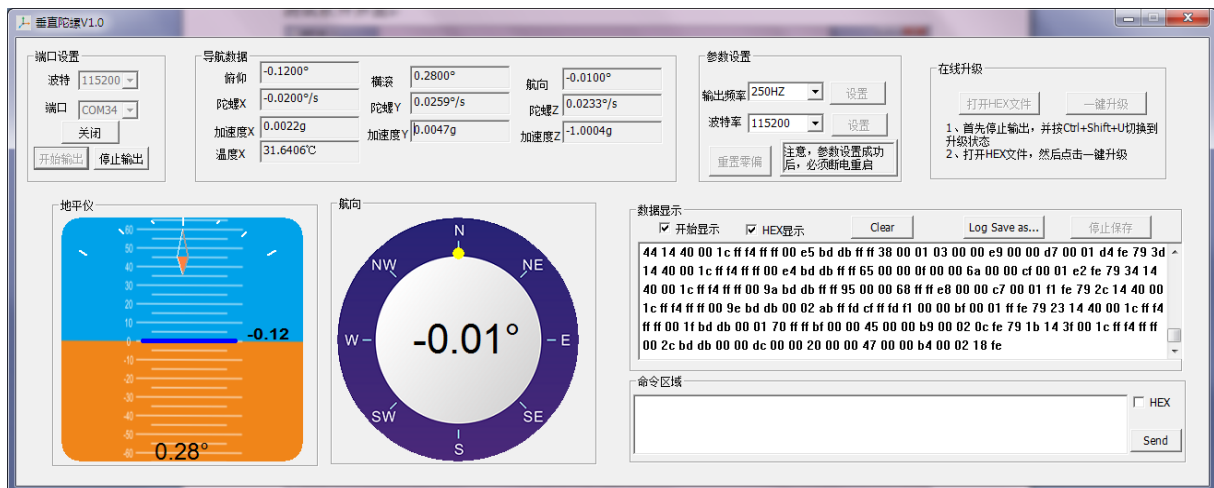 垂直陀螺V1.0
端口设置
波特 115200
端口 COM34
关闭
开始输出 停止输出
导航数据
俯仰 -0.1200° 横滚 0.2800° 航向 -0.0100°
陀螺X -0.0200°/s 陀螺Y 0.0259°/s 陀螺Z 0.0233°/s
加速度X 0.0022g 加速度Y 0.0047g 加速度Z -1.0004g
温度X 31.6406℃
参数设置
输出频率 250HZ 设置
波特率 115200 设置
重置零偏 注意，参数设置成功
后，必须断电重启
在线升级
打开HEX文件 一键升级
1、首先停止输出，并按Ctrl+Shift+U切换到
升级状态
2、打开HEX文件，然后点击一键升级
地平仪
60
50
40
30
20
10
0 -0.12
-10
-20
-30
-40
-50
-60 0.28°
航向
N
NW NE
W -0.01° E
SW SE
S
数据显示
开始显示 HEX显示 Clear Log Save as... 停止保存
44 14 40 00 1c ff f4 ff ff 00 e5 bd db ff ff 38 00 01 03 00 00 e9 00 00 d7 00 01 d4 fe 79 3d
14 40 00 1c ff f4 ff ff 00 e4 bd db ff ff 65 00 00 0f 00 00 6a 00 00 cf 00 01 e2 fe 79 34 14
40 00 1c ff f4 ff ff 00 9a bd db ff ff 95 00 00 68 ff ff e8 00 00 c7 00 01 f1 fe 79 2c 14 40 00
1c ff f4 ff ff 00 9e bd db 00 02 ab ff fd cf ff fd f1 00 00 bf 00 01 ff fe 79 23 14 40 00 1c ff f4
ff ff 00 1f bd db 00 01 70 ff ff bf 00 00 45 00 00 b9 00 02 0c fe 79 1b 14 3f 00 1c ff f4 ff ff
00 2c bd db 00 00 dc 00 00 20 00 00 47 00 00 b4 00 02 18 fe
命令区域
HEX
Send